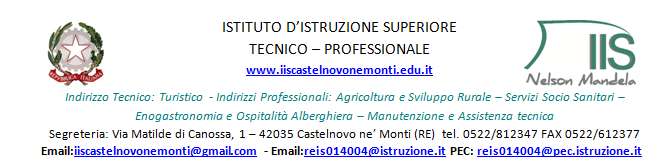 ISTITUTO D'ISTRUZIONE SUPERIORE
TECNICO – PROFESSIONALE
www.iiscastelnovonemonti.edu.it
REPVBBLICA ITALIANA
IIS
Nelson Mandela
Indirizzo Tecnico: Turistico - Indirizzi Professionali: Agricoltura e Sviluppo Rurale – Servizi Socio Sanitari –
Enogastronomia e Ospitalità Alberghiera – Manutenzione e Assistenza tecnica
Segreteria: Via Matilde di Canossa, 1 – 42035 Castelnovo ne' Monti (RE) tel. 0522/812347 FAX 0522/612377
Email:iiscastelnovonemonti@gmail.com - Email:reis014004@istruzione.it PEC: reis014004@pec.istruzione.it